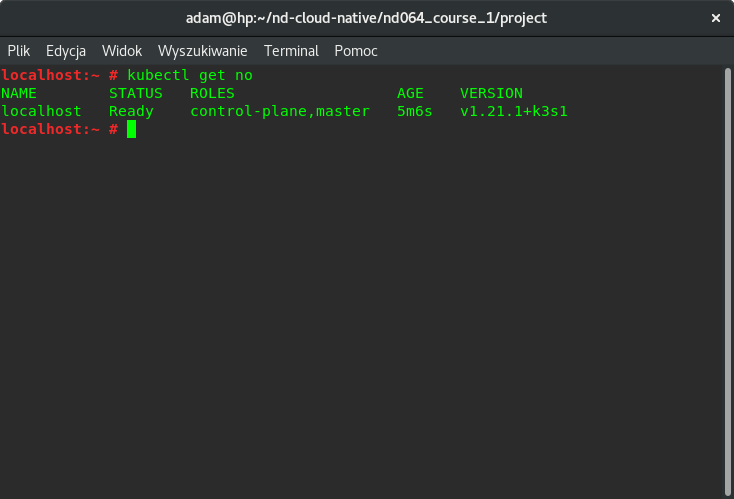 adam@hp:~/nd-cloud-native/nd064_course_1/project ×
Plik Edycja Widok Wyszukiwanie Terminal Pomoc
localhost:~ # kubectl get no
NAME        STATUS   ROLES                  AGE    VERSION
localhost   Ready    control-plane,master   5m6s   v1.21.1+k3s1
localhost:~ #